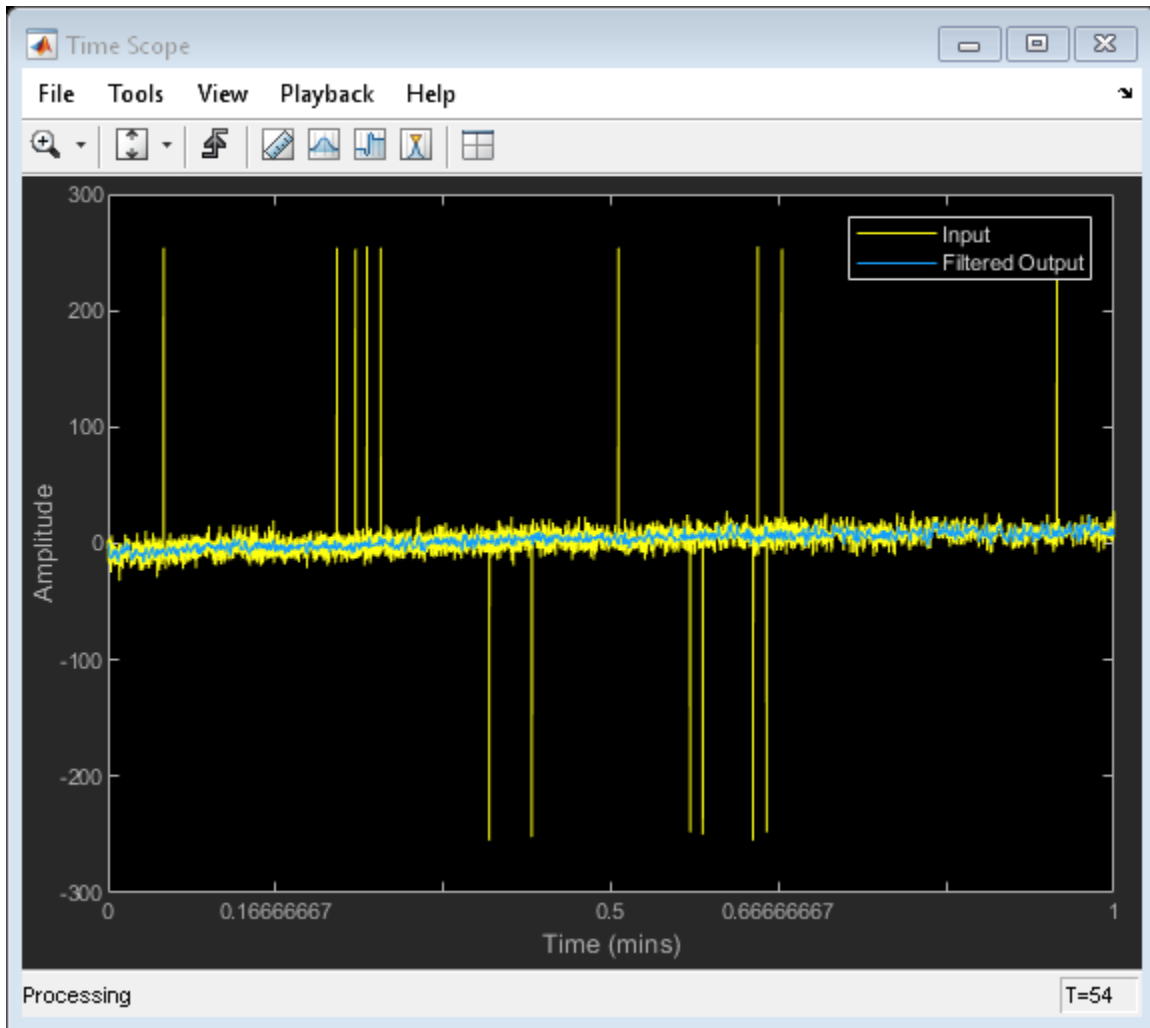 Time Scope
File Tools View Playback Help
300
Input
Filtered Output
200
100
0
-100
-200
-300
Amplitude
0 0.16666667 0.5 0.66666667 1
Time (mins)
Processing T=54